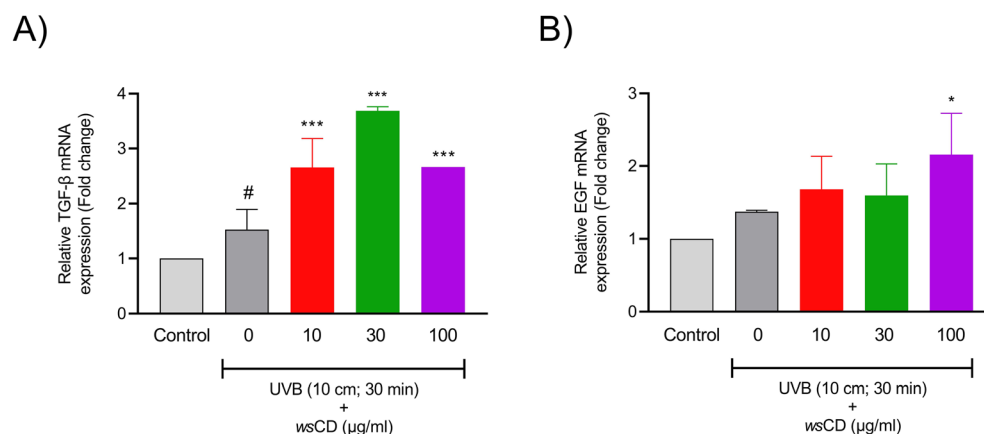 A)
Relative TGF-β mRNA
expression (Fold change)
4
3
2
1
0
#
***
***
***
Control 0 10 30 100
UVB (10 cm; 30 min)
+
wsCD (µg/ml)
B)
Relative EGF mRNA
expression (Fold change)
3
2
1
0
*
Control 0 10 30 100
UVB (10 cm; 30 min)
+
wsCD (µg/ml)